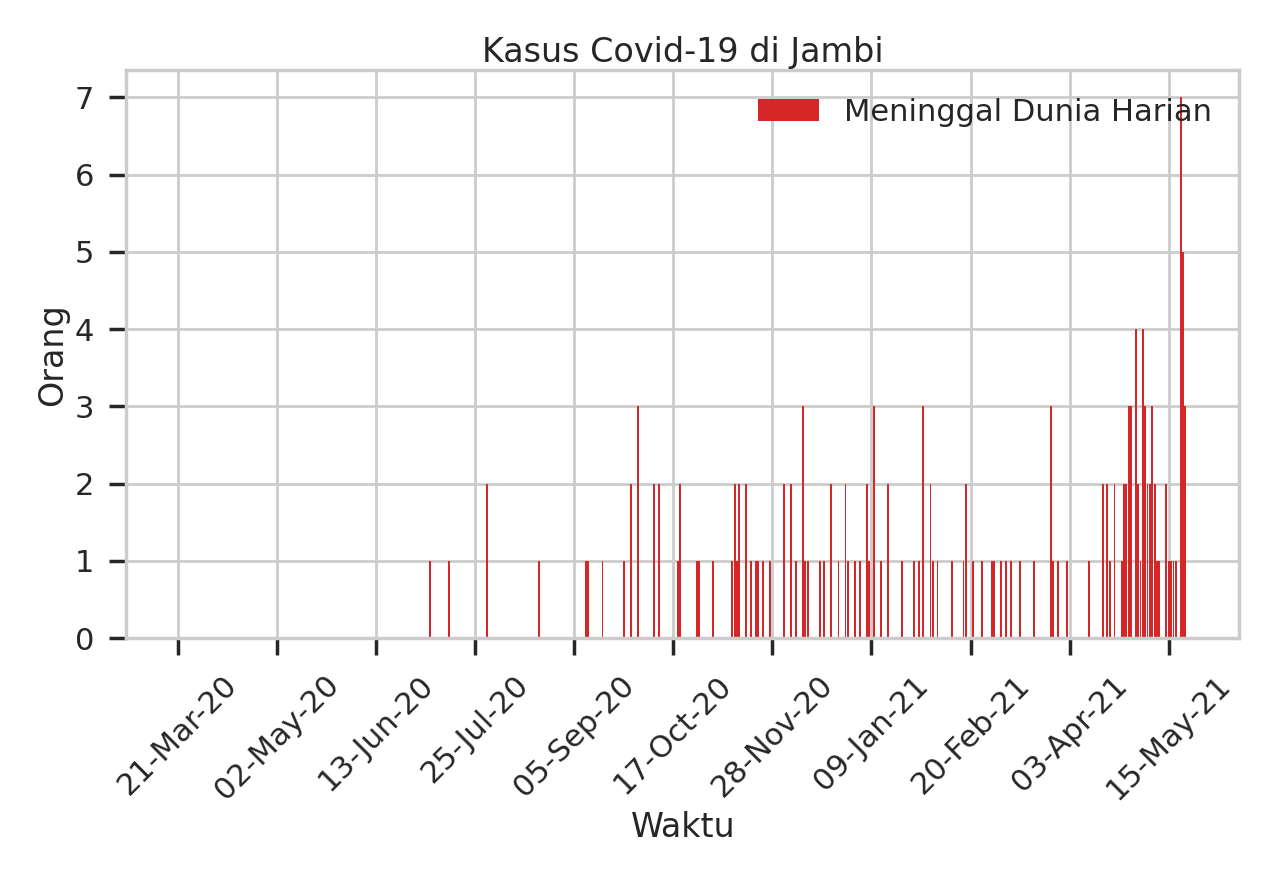 Kasus Covid-19 di Jambi
Meninggal Dunia Harian
Orang
7
6
5
4
3
2
1
0
21-Mar-20
02-May-20
13-Jun-20
25-Jul-20
05-Sep-20
17-Oct-20
28-Nov-20
09-Jan-21
20-Feb-21
03-Apr-21
15-May-21
Waktu